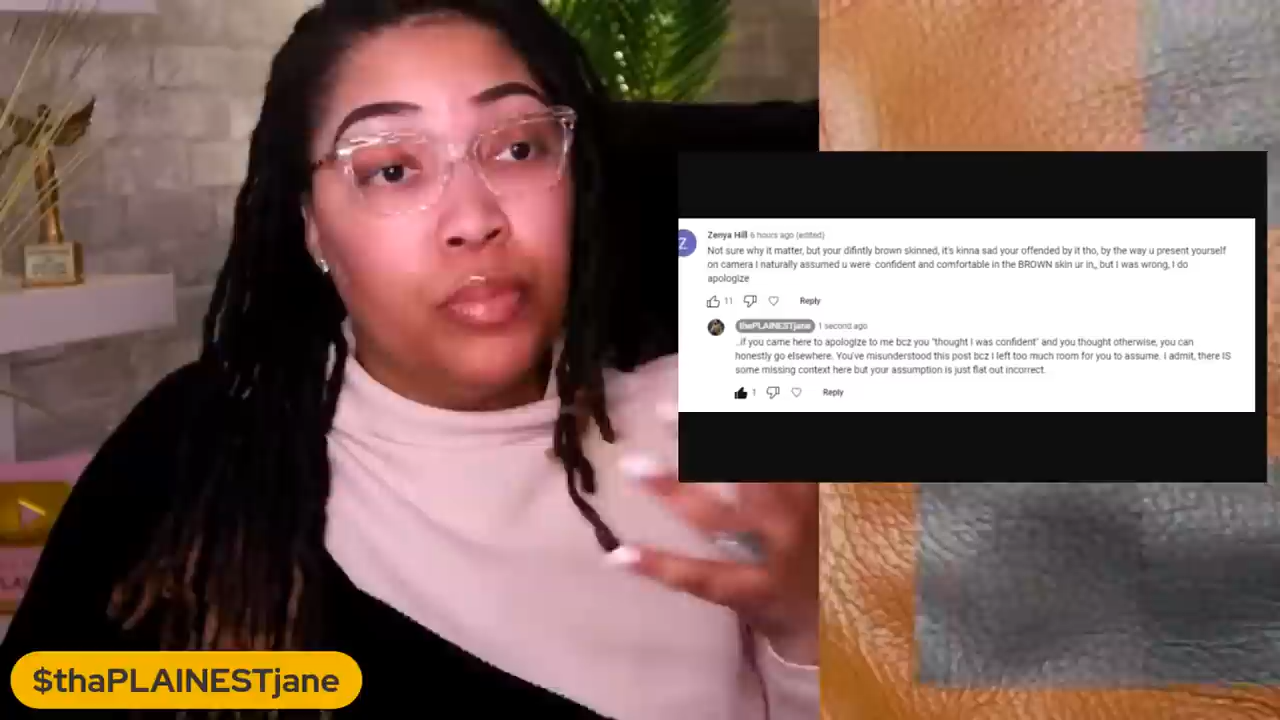 Z
Zenya Hill 6 hours ago (edited)
Not sure why it matter, but your difintly brown skinned, it's kinna sad your offended by it tho, by the way u present yourself
on camera I naturally assumed u were confident and comfortable in the BROWN skin ur in,, but I was wrong, I do
apologize
11 Reply
thaPLAINESTjane 1 second ago
..if you came here to apologize to me bcz you "thought I was confident" and you thought otherwise, you can
honestly go elsewhere. You've misunderstood this post bcz I left too much room for you to assume. I admit, there IS
some missing context here but your assumption is just flat out incorrect.
1 Reply
$thaPLAINESTjane